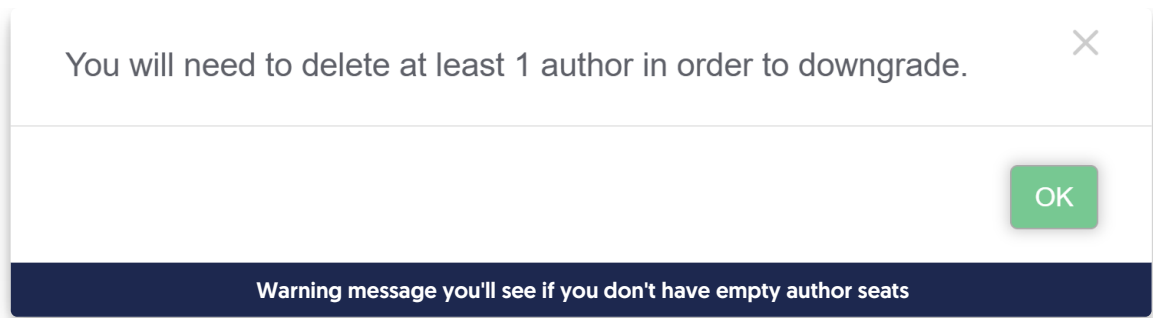 You will need to delete at least 1 author in order to downgrade.
OK
Warning message you'll see if you don't have empty author seats